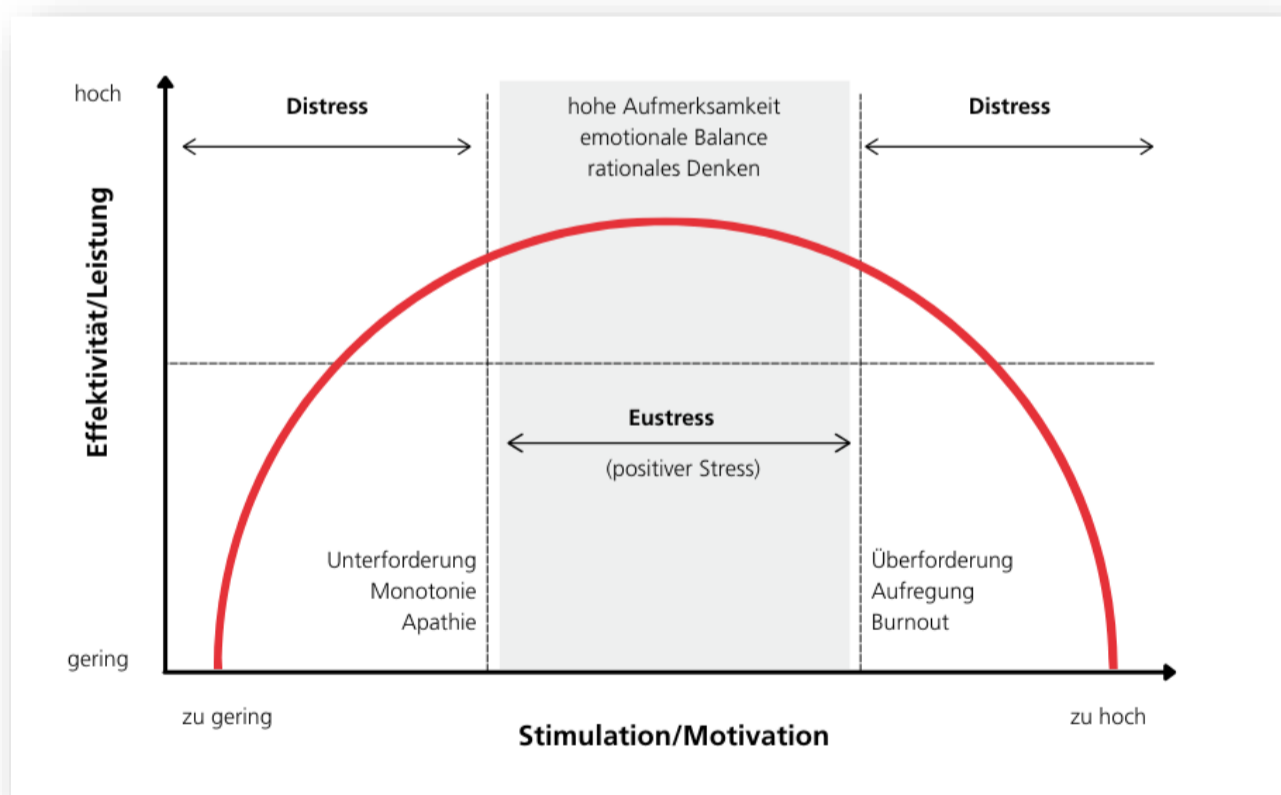 hoch
Distress
hohe Aufmerksamkeit
emotionale Balance
rationales Denken
Distress
Effektivität/Leistung
Eustress
(positiver Stress)
Unterforderung
Monotonie
Apathie
Überforderung
Aufregung
Burnout
gering
zu gering
Stimulation/Motivation
zu hoch